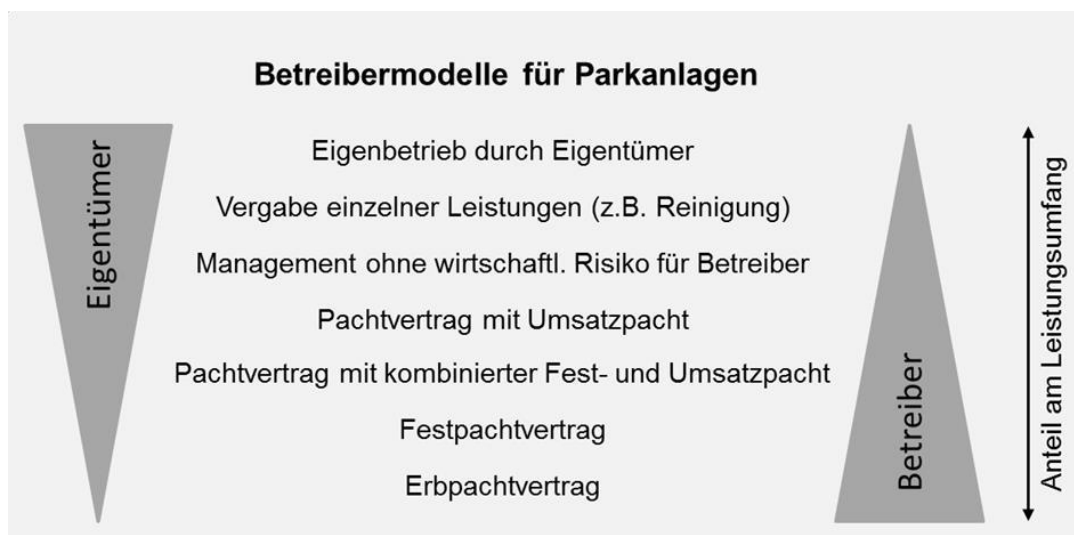 Betreibermodelle für Parkanlagen
Eigentümer
Eigenbetrieb durch Eigentümer
Vergabe einzelner Leistungen (z.B. Reinigung)
Management ohne wirtschaftl. Risiko für Betreiber
Pachtvertrag mit Umsatzpacht
Pachtvertrag mit kombinierter Fest- und Umsatzpacht
Festpachtvertrag
Erbpachtvertrag
Betreiber
Anteil am Leistungsumfang